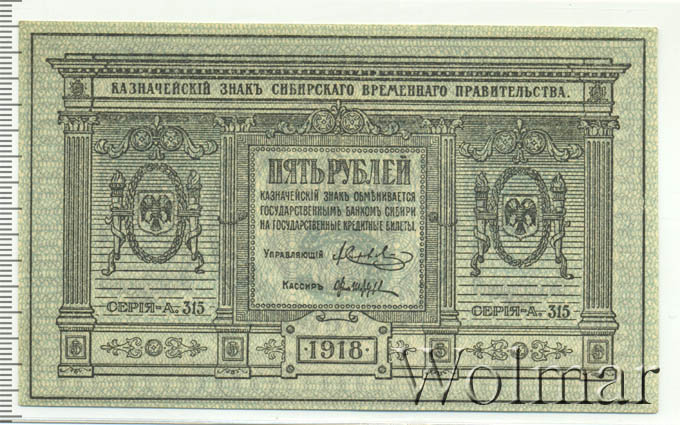 КАЗНАЧЕЙСКІЙ ЗНАКЪ СИБИРСКАГО ВРЕМЕННАГО ПРАВИТЕЛЬСТВА.
ПЯТЬ РУБЛЕЙ
КАЗНАЧЕЙСКІЙ ЗНАКЪ ОБМѢНИВАЕТСЯ
ГОСУДАРСТВЕННЫМЪ БАНКОМЪ СИБИРИ
НА ГОСУДАРСТВЕННЫЕ КРЕДИТНЫЕ БИЛЕТЫ.
УПРАВЛЯЮЩІЙ
КАССИРЪ
СЕРІЯ-А. 315
СЕРІЯ-А. 315
5 1918 5
5 5
Wolmar